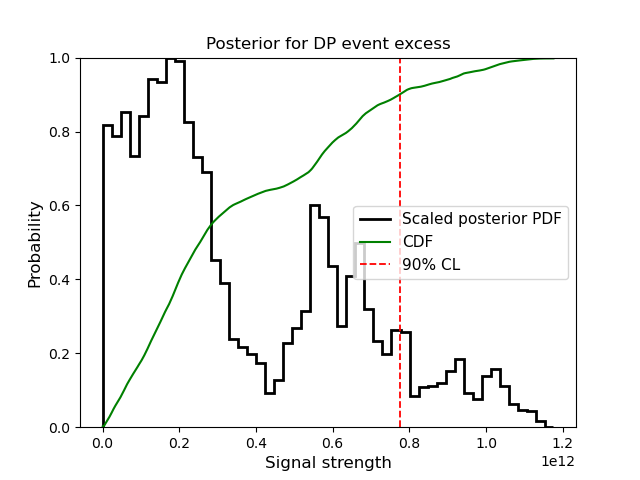 Posterior for DP event excess
Probability
1.0
0.8
0.6
0.4
0.2
0.0
Scaled posterior PDF
CDF
90% CL
0.0 0.2 0.4 0.6 0.8 1.0 1.2
1e12
Signal strength